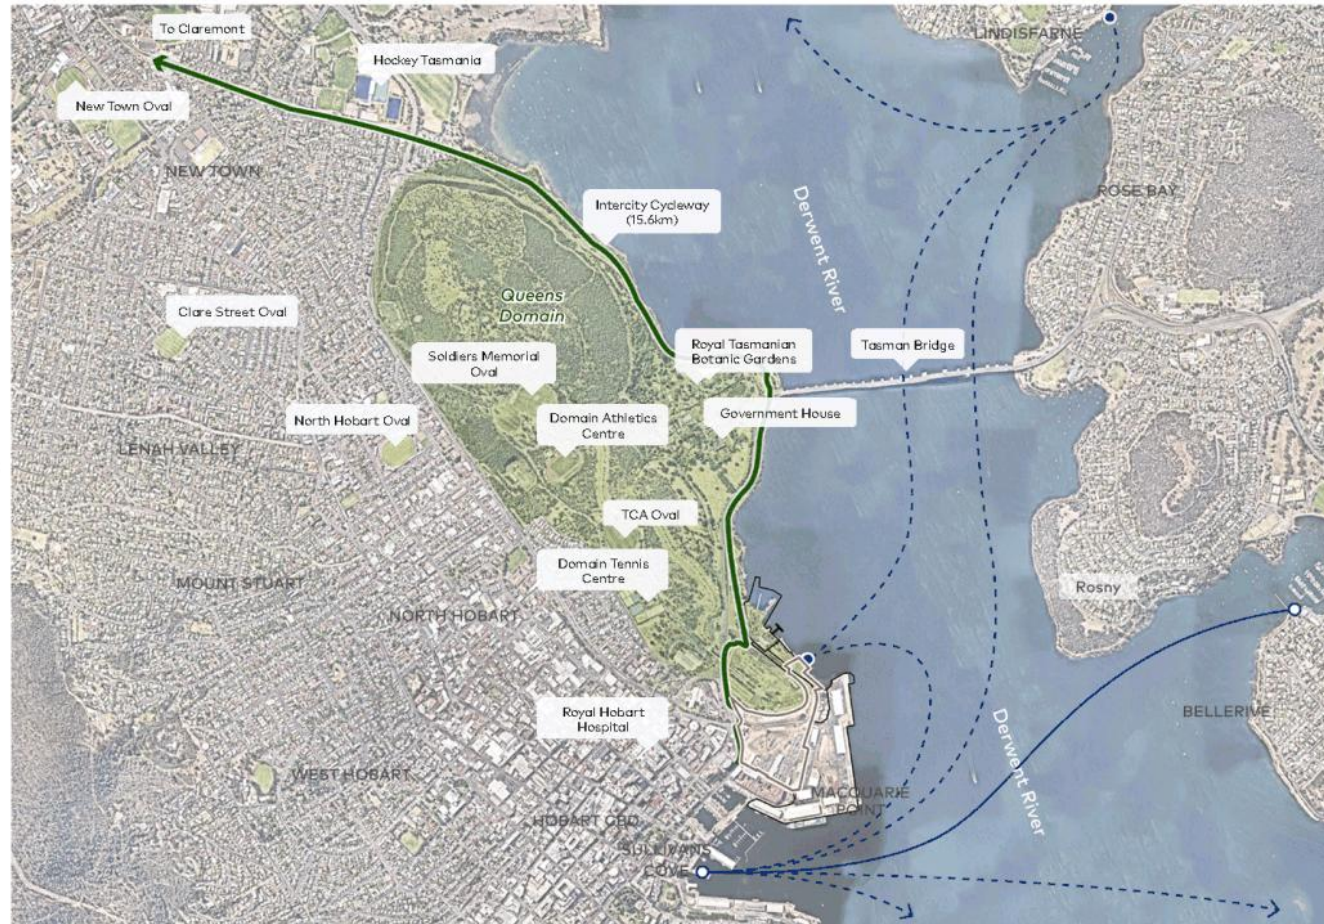 To Claremont
LINDISFARNE
Hockey Tasmania
New Town Oval
NEW TOWN
ROSE BAY
Intercity Cycleway
(15.6km)
Derwent River
Queens
Domain
Clare Street Oval
Soldiers Memorial
Oval
Royal Tasmanian
Botanic Gardens
Tasman Bridge
North Hobart Oval
Domain Athletics
Centre
Government House
LENAH VALLEY
TCA Oval
Domain Tennis
Centre
MOUNT STUART
NORTH HOBART
Rosny
Royal Hobart
Hospital
BELLERIVE
Derwent River
WEST HOBART
MACQUARIE
POINT
HOBART CBD
SULLIVANS
COVE